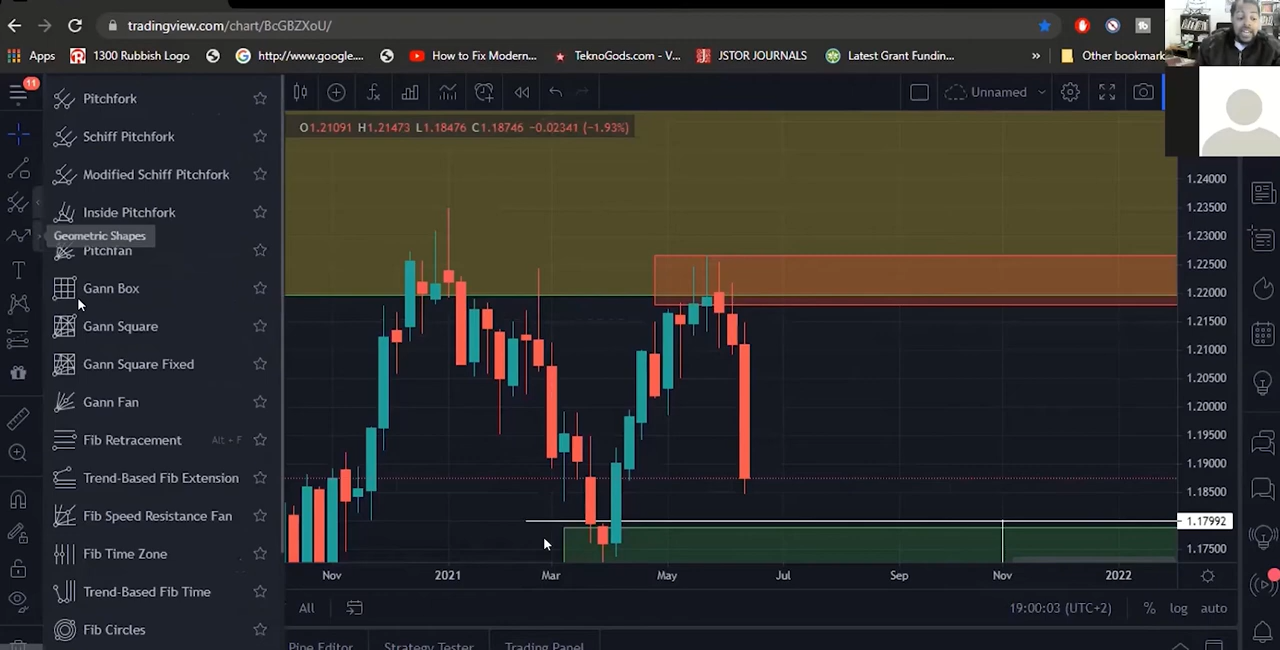 tradingview.com/chart/BcGBZXoU/
Apps 1300 Rubbish Logo http://www.google.... How to Fix Modern... TeknoGods.com - V... JSTOR JOURNALS Latest Grant Fundin... » Other bookmark
11
Unnamed
Pitchfork
Schiff Pitchfork
Modified Schiff Pitchfork
Inside Pitchfork
Geometric Shapes
Pitchfan
Gann Box
Gann Square
Gann Square Fixed
Gann Fan
Fib Retracement Alt + F
Trend-Based Fib Extension
Fib Speed Resistance Fan
Fib Time Zone
Trend-Based Fib Time
Fib Circles
O1.21091 H1.21473 L1.18476 C1.18746 −0.02341 (−1.93%)
1.24000
1.23500
1.23000
1.22500
1.22000
1.21500
1.21000
1.20500
1.20000
1.19500
1.19000
1.18500
1.17992
1.17500
Nov 2021 Mar May Jul Sep Nov 2022
All 19:00:03 (UTC+2) % log auto
Pine Editor Strategy Tester Trading Panel